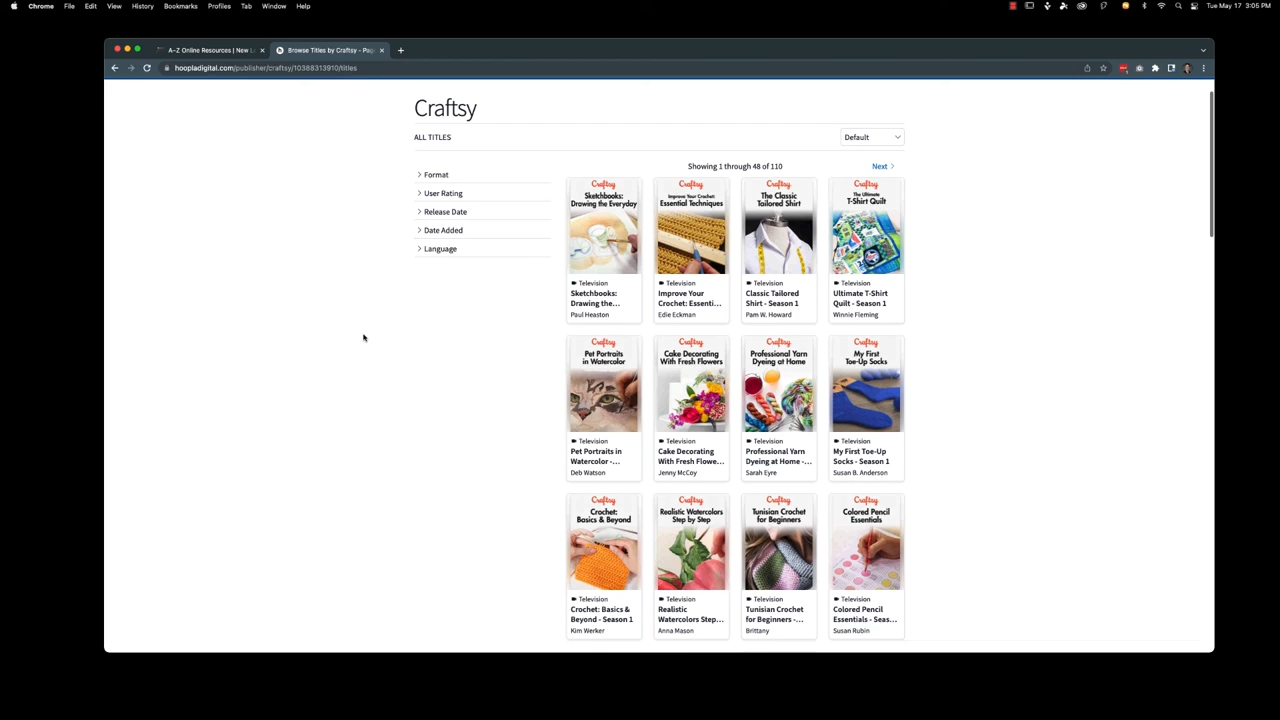 Chrome File Edit View History Bookmarks Profiles Tab Window Help
Tue May 17 3:05 PM
A–Z Online Resources | New L
Browse Titles by Craftsy - Pag
hoopladigital.com/publisher/craftsy/10388313910/titles
Craftsy
ALL TITLES
Default
Showing 1 through 48 of 110
Next
Format
User Rating
Release Date
Date Added
Language
Craftsy
Sketchbooks:
Drawing the Everyday
Television
Sketchbooks:
Drawing the...
Paul Heaston
Craftsy
Improve Your Crochet:
Essential Techniques
Television
Improve Your
Crochet: Essenti...
Edie Eckman
Craftsy
The Classic
Tailored Shirt
Television
Classic Tailored
Shirt - Season 1
Pam W. Howard
Craftsy
The Ultimate
T-Shirt Quilt
Television
Ultimate T-Shirt
Quilt - Season 1
Winnie Fleming
Craftsy
Pet Portraits
in Watercolor
Television
Pet Portraits in
Watercolor -...
Deb Watson
Craftsy
Cake Decorating
With Fresh Flowers
Television
Cake Decorating
With Fresh Flowe...
Jenny McCoy
Craftsy
Professional Yarn
Dyeing at Home
Television
Professional Yarn
Dyeing at Home -...
Sarah Eyre
Craftsy
My First
Toe-Up Socks
Television
My First Toe-Up
Socks - Season 1
Susan B. Anderson
Craftsy
Crochet:
Basics & Beyond
Television
Crochet: Basics &
Beyond - Season 1
Kim Werker
Craftsy
Realistic Watercolors
Step by Step
Television
Realistic
Watercolors Step...
Anna Mason
Craftsy
Tunisian Crochet
for Beginners
Television
Tunisian Crochet
for Beginners -...
Brittany
Craftsy
Colored Pencil
Essentials
Television
Colored Pencil
Essentials - Seas...
Susan Rubin